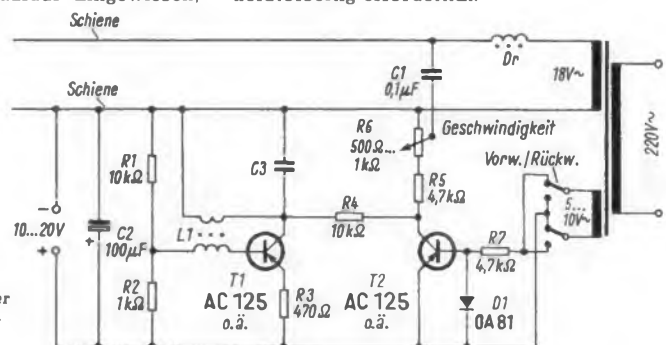 Schiene
Dr
18V~
220V~
Schiene
C1
0,1µF
R6
500Ω...
1kΩ
Geschwindigkeit
Vorw./Rückw.
R1
10kΩ
C3
R5
4,7kΩ
5...
10V~
R4
10kΩ
10...20V
C2
100µF
L1
R7
4,7kΩ
R2
1kΩ
T1
AC 125
o.ä.
R3
470Ω
T2
AC 125
o.ä.
D1
OA81